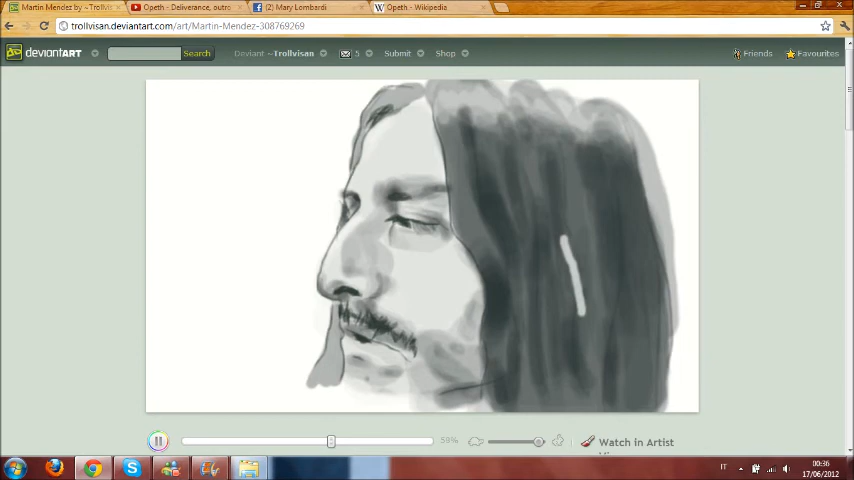 Martin Mendez by ~Trollvis
Opeth - Deliverance, outro
(2) Mary Lombardi
Opeth - Wikipedia
trollvisan.deviantart.com/art/Martin-Mendez-308769269
deviantART
Search
Deviant ~Trollvisan
5
Submit
Shop
Friends
Favourites
59%
Watch in Artist
IT
00:36
17/06/2012